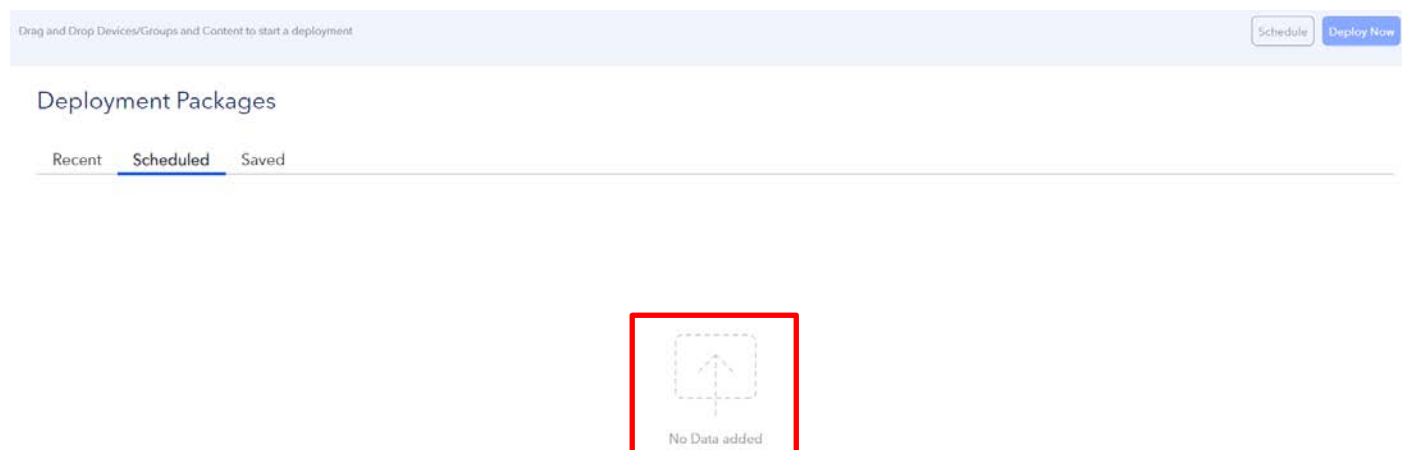 Drag and Drop Devices/Groups and Content to start a deployment
Schedule
Deploy Now
Deployment Packages
Recent
Scheduled
Saved
No Data added